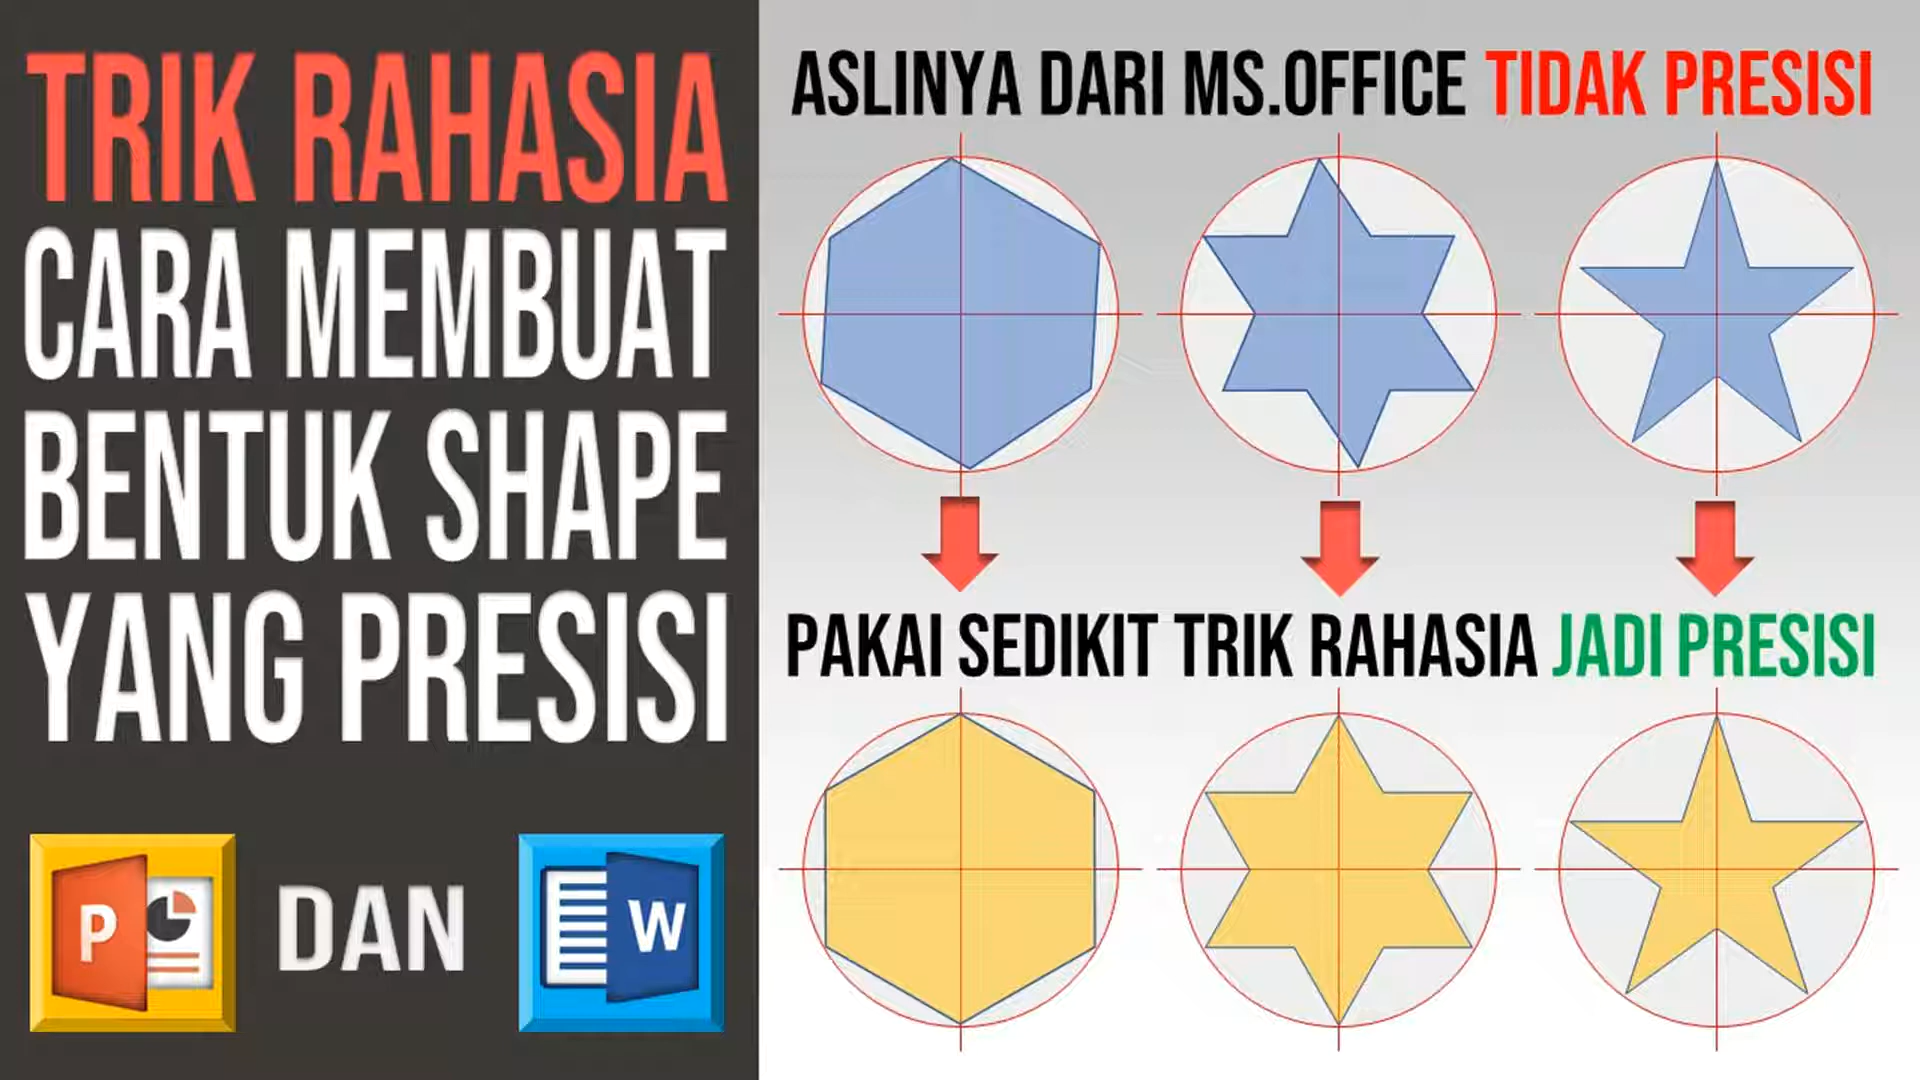 TRIK RAHASIA
CARA MEMBUAT
BENTUK SHAPE
YANG PRESISI
P DAN W
ASLINYA DARI MS.OFFICE TIDAK PRESISI
PAKAI SEDIKIT TRIK RAHASIA JADI PRESISI